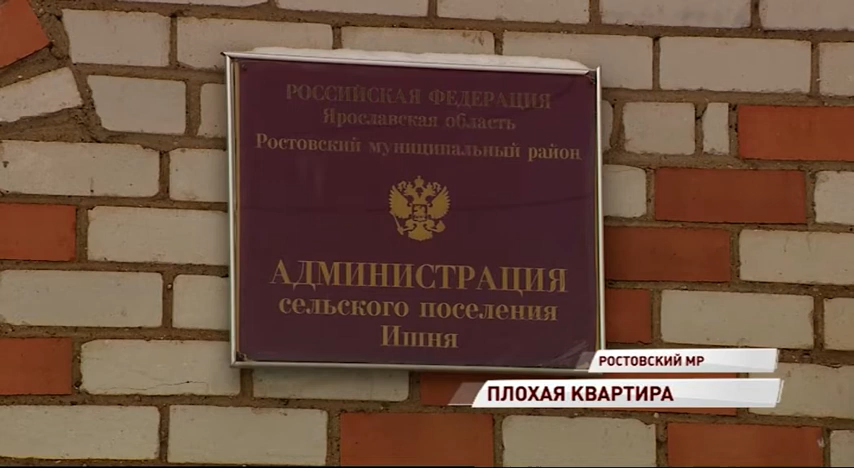 РОССИЙСКАЯ ФЕДЕРАЦИЯ
Ярославская область
Ростовский муниципальный район
АДМИНИСТРАЦИЯ
сельского поселения
Ишня
РОСТОВСКИЙ МР
ПЛОХАЯ КВАРТИРА